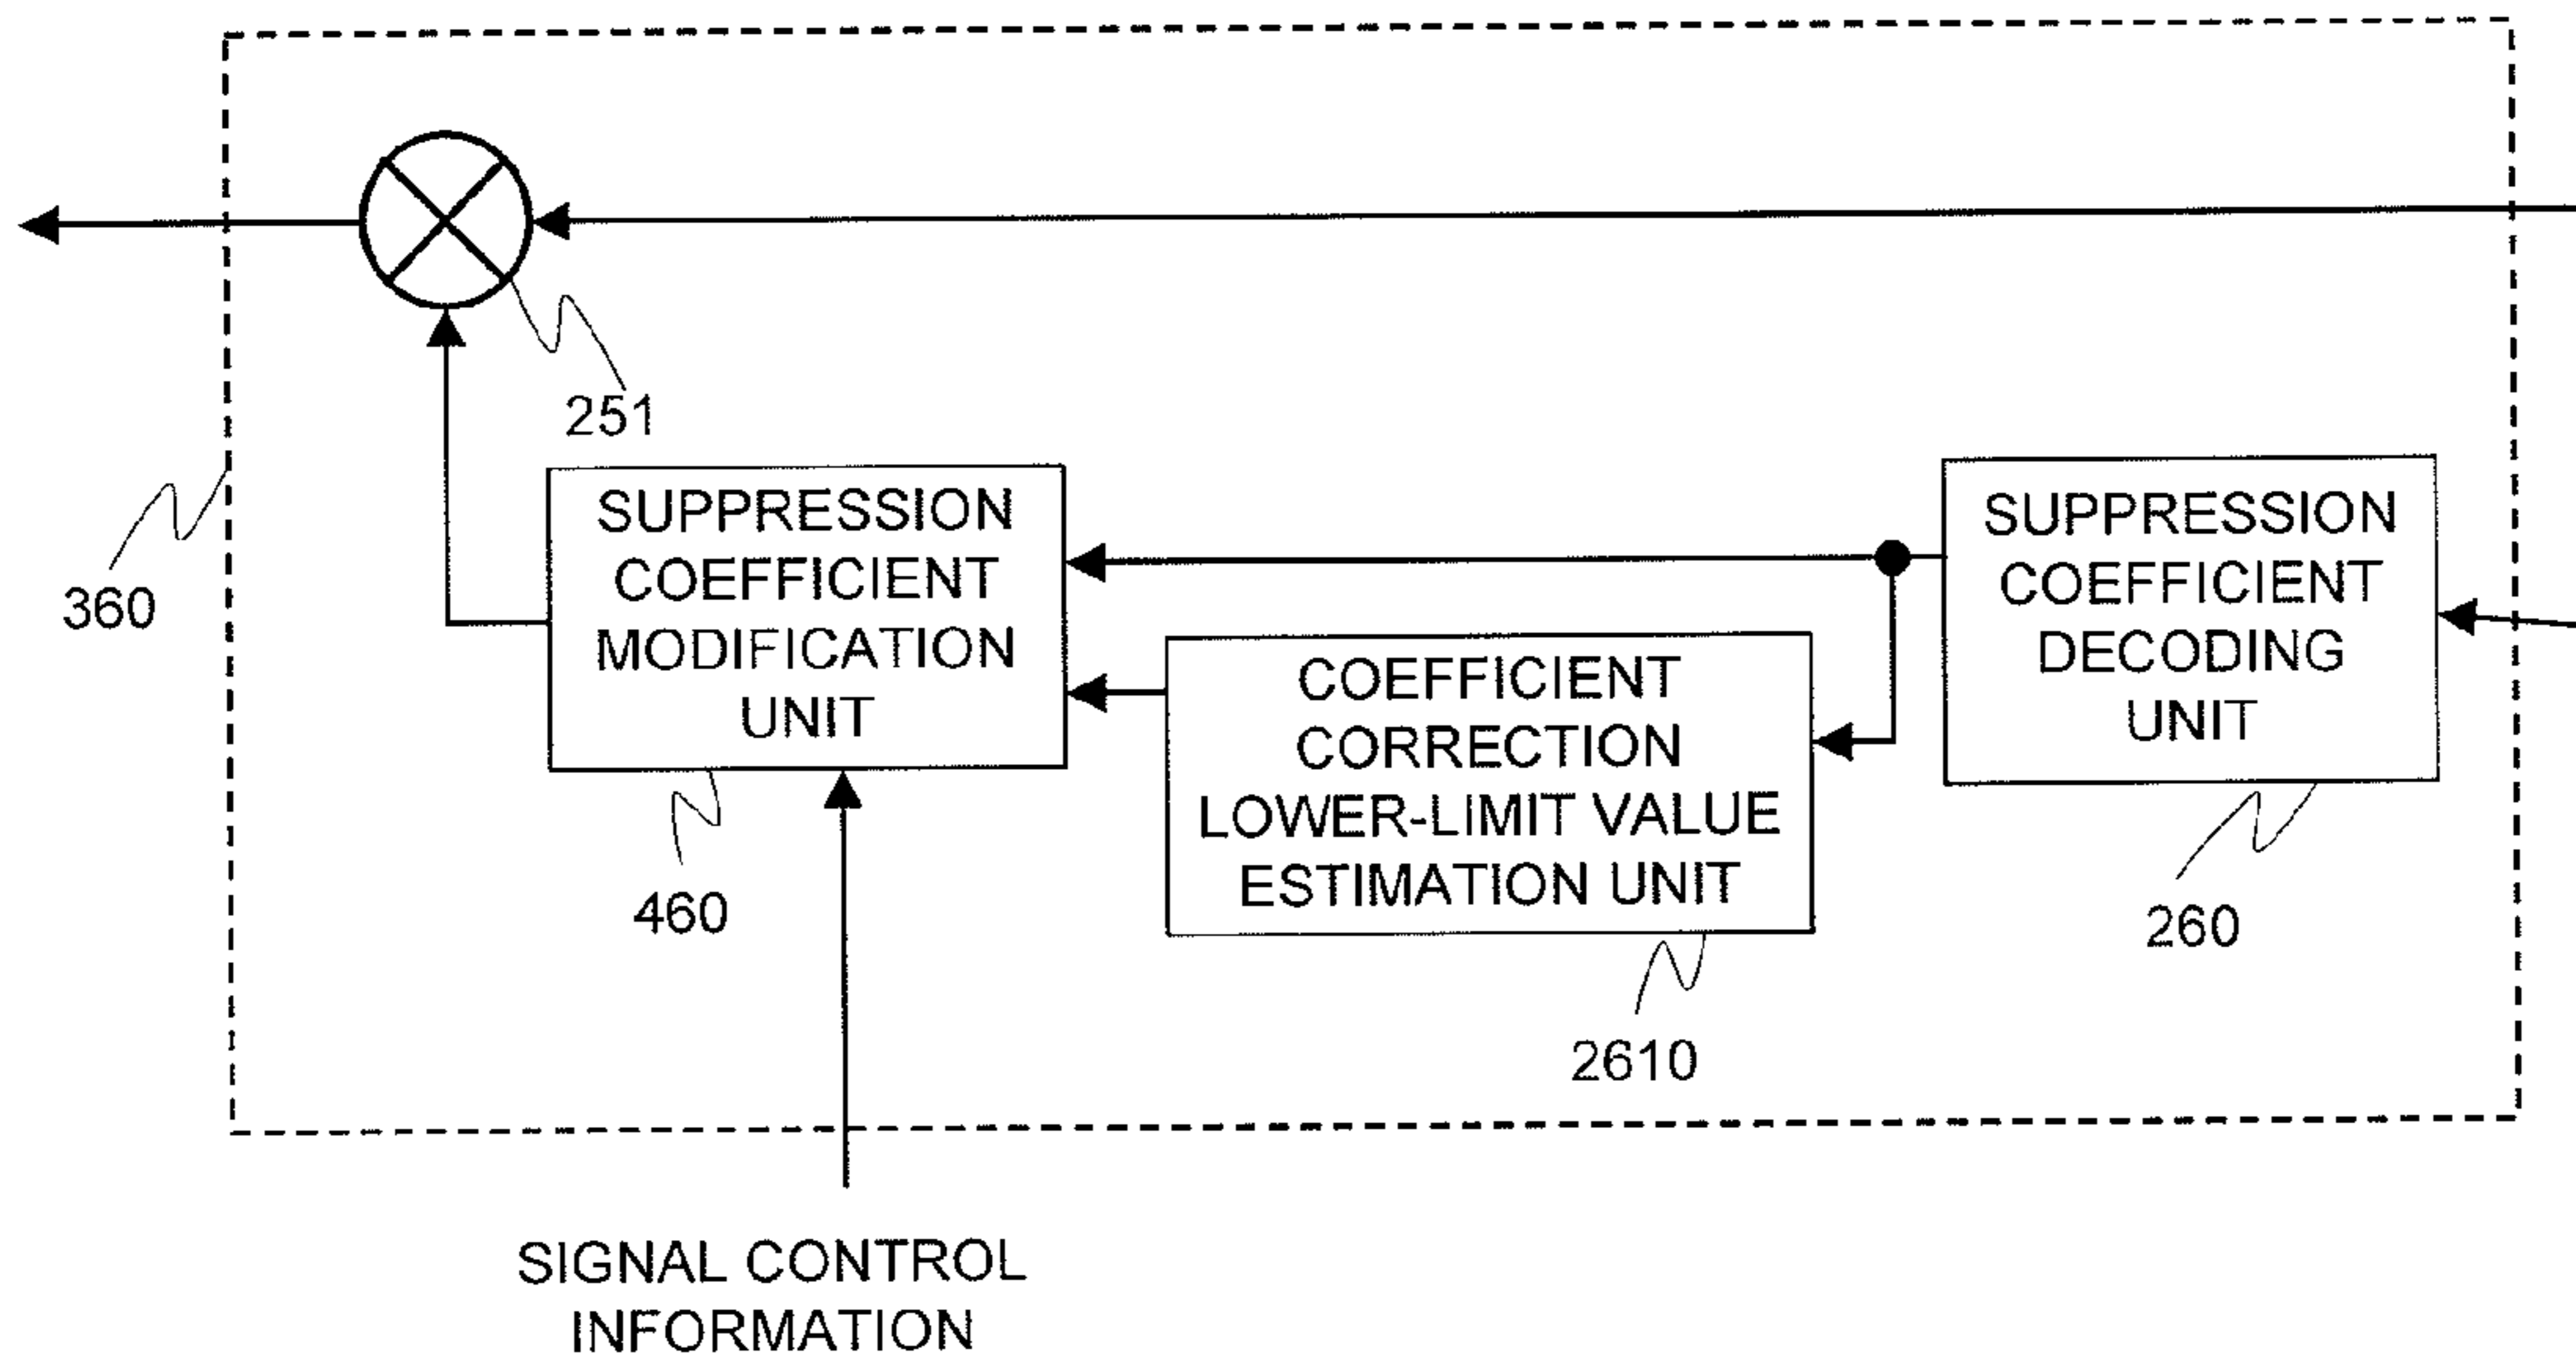 251
360
SUPPRESSION
COEFFICIENT
MODIFICATION
UNIT
460
COEFFICIENT
CORRECTION
LOWER-LIMIT VALUE
ESTIMATION UNIT
2610
SUPPRESSION
COEFFICIENT
DECODING
UNIT
260
SIGNAL CONTROL
INFORMATION